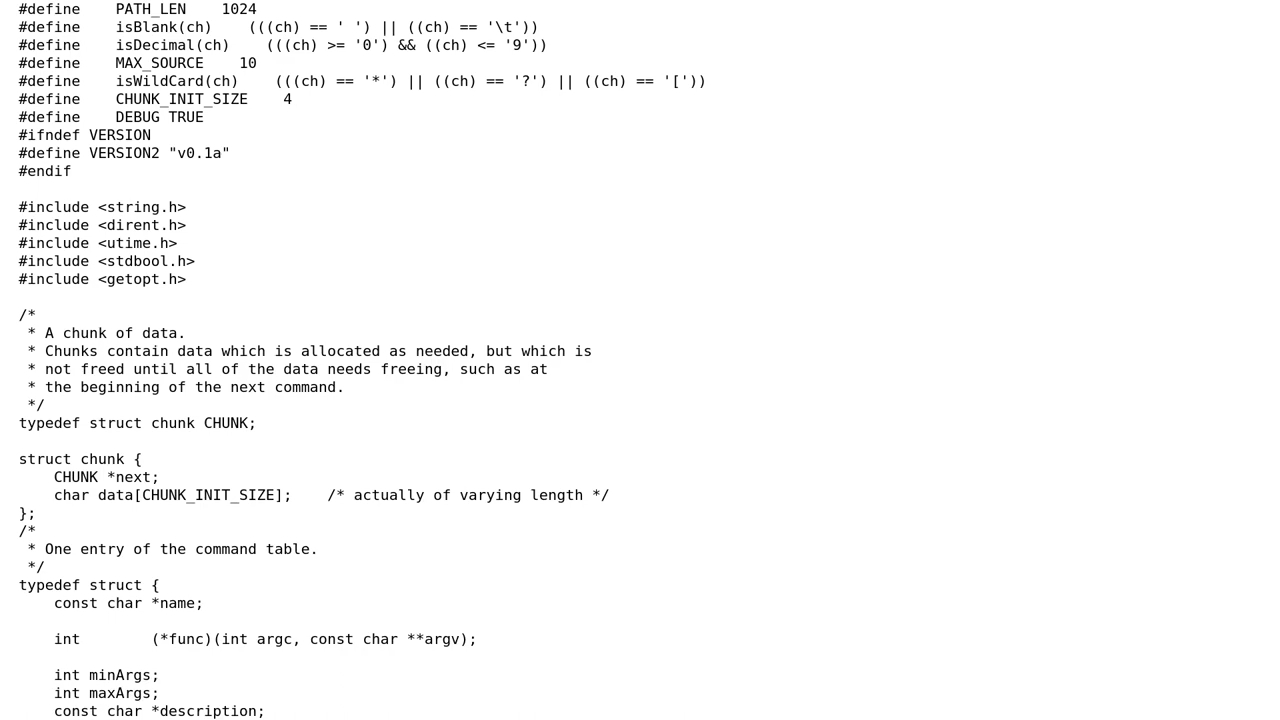 #define    PATH_LEN    1024
#define    isBlank(ch)    (((ch) == ' ') || ((ch) == '\t'))
#define    isDecimal(ch)    (((ch) >= '0') && ((ch) <= '9'))
#define    MAX_SOURCE    10
#define    isWildCard(ch)    (((ch) == '*') || ((ch) == '?') || ((ch) == '['))
#define    CHUNK_INIT_SIZE    4
#define    DEBUG TRUE
#ifndef VERSION
#define VERSION2 "v0.1a"
#endif

#include <string.h>
#include <dirent.h>
#include <utime.h>
#include <stdbool.h>
#include <getopt.h>

/*
 * A chunk of data.
 * Chunks contain data which is allocated as needed, but which is
 * not freed until all of the data needs freeing, such as at
 * the beginning of the next command.
 */
typedef struct chunk CHUNK;

struct chunk {
    CHUNK *next;
    char data[CHUNK_INIT_SIZE];    /* actually of varying length */
};
/*
 * One entry of the command table.
 */
typedef struct {
    const char *name;

    int        (*func)(int argc, const char **argv);

    int minArgs;
    int maxArgs;
    const char *description;